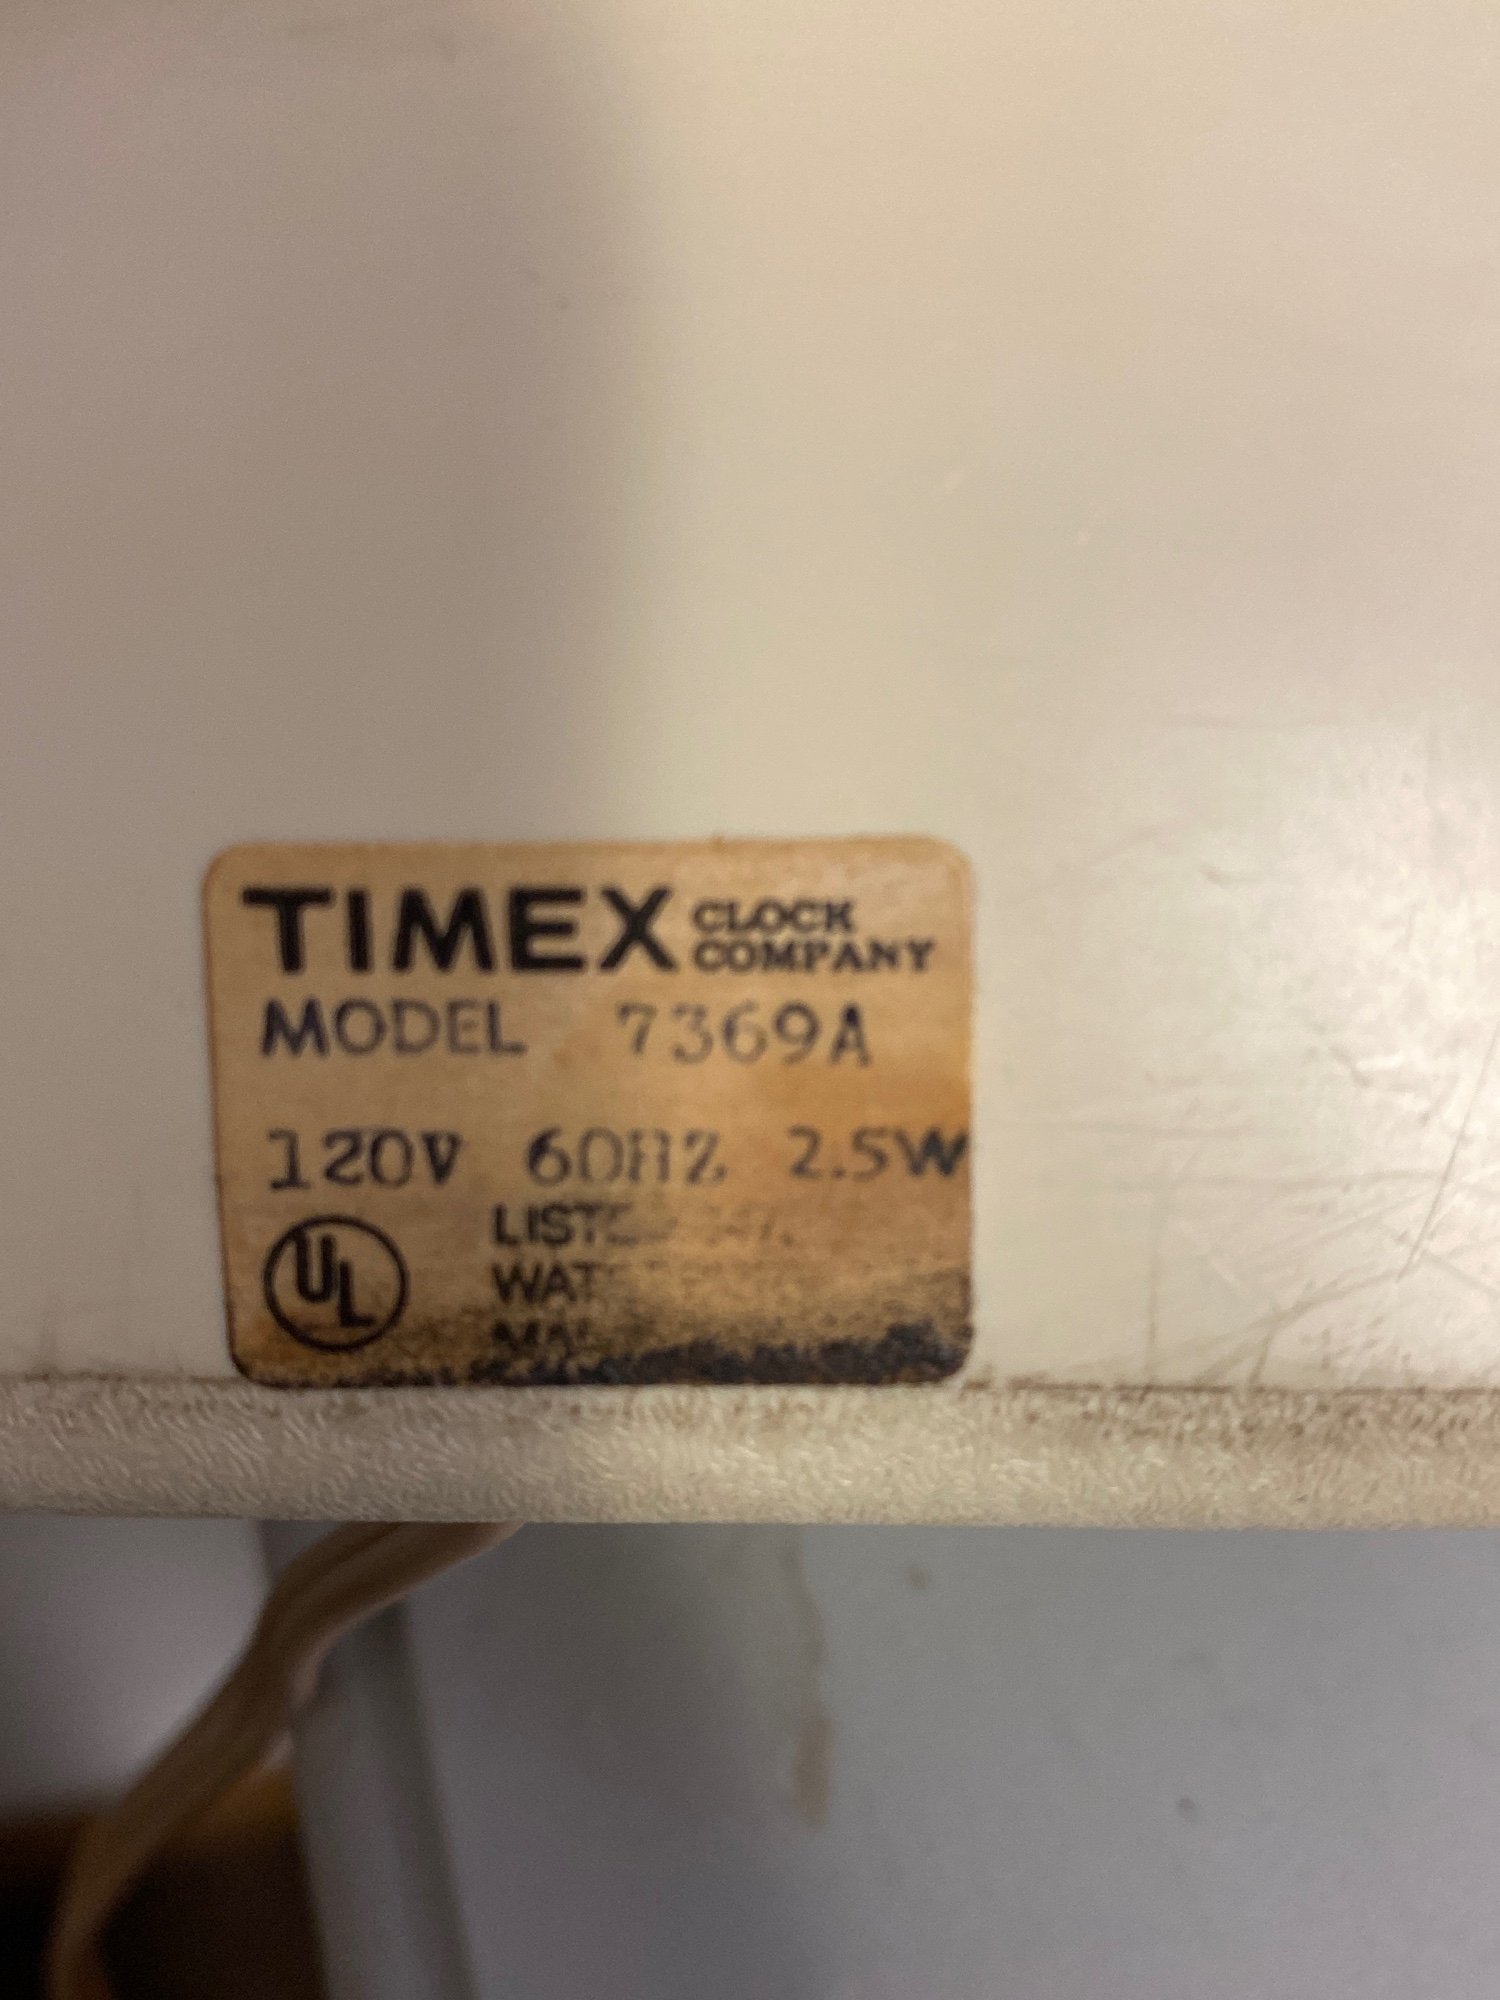 TIMEX CLOCK COMPANY
MODEL 7369A
120V 60HZ 2.5W
UL